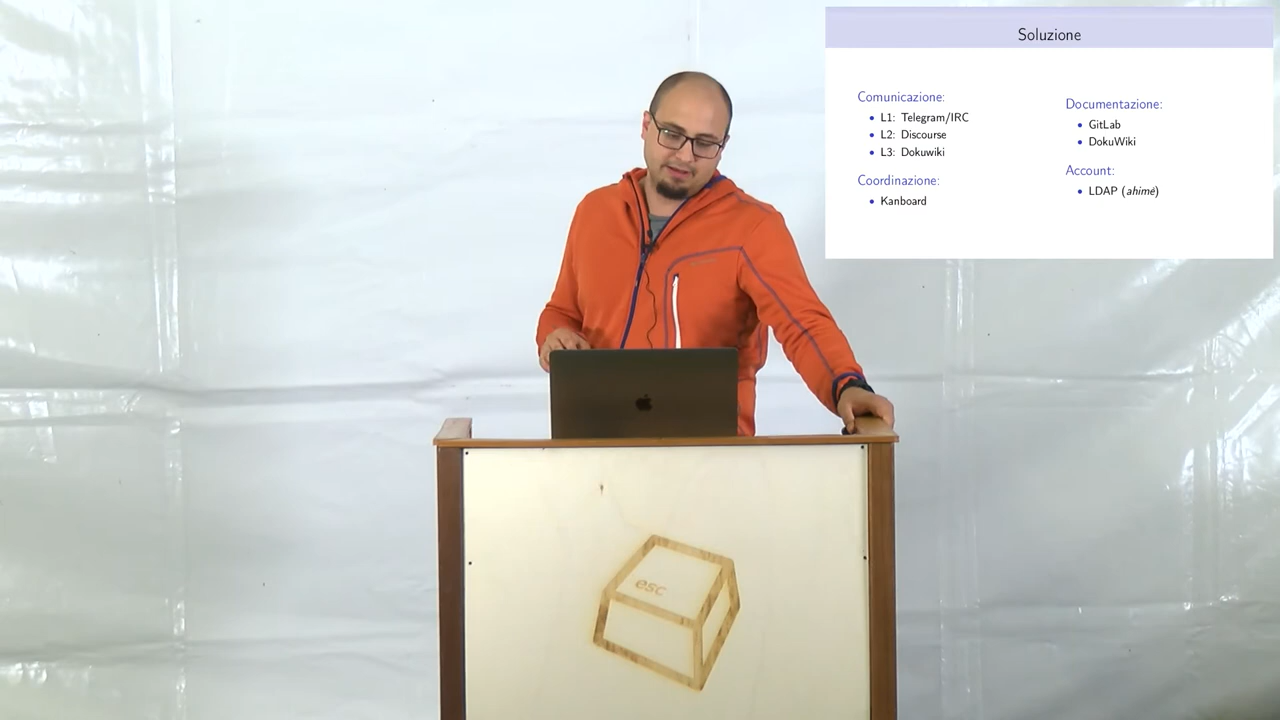 Soluzione
Comunicazione:
L1: Telegram/IRC
L2: Discourse
L3: Dokuwiki
Coordinazione:
Kanboard
Documentazione:
GitLab
DokuWiki
Account:
LDAP (ahimé)
esc